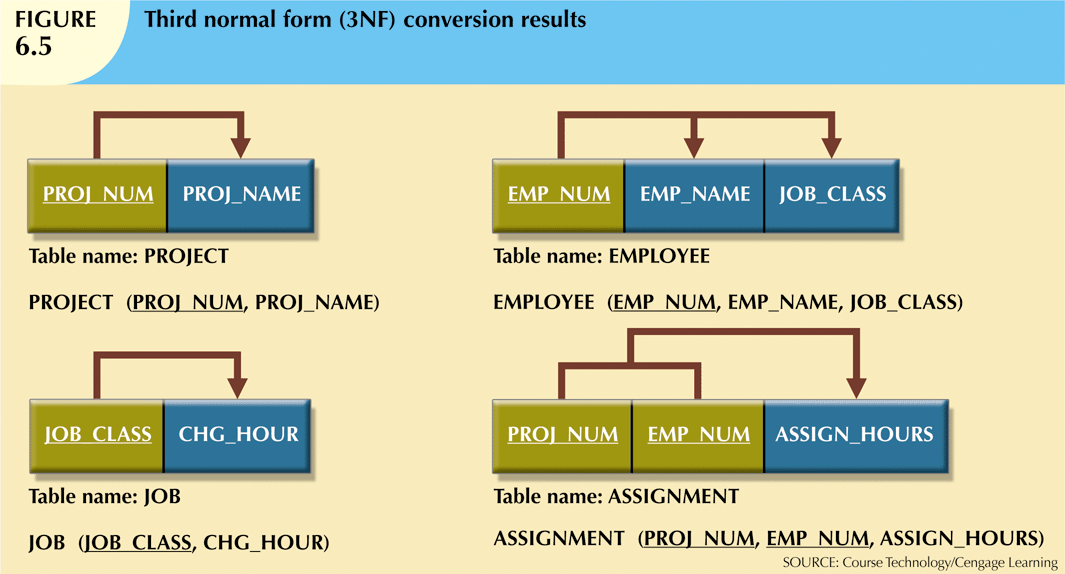 FIGURE
6.5
Third normal form (3NF) conversion results
PROJ_NUM PROJ_NAME
Table name: PROJECT
PROJECT (PROJ_NUM, PROJ_NAME)
EMP_NUM EMP_NAME JOB_CLASS
Table name: EMPLOYEE
EMPLOYEE (EMP_NUM, EMP_NAME, JOB_CLASS)
JOB_CLASS CHG_HOUR
Table name: JOB
JOB (JOB_CLASS, CHG_HOUR)
PROJ_NUM EMP_NUM ASSIGN_HOURS
Table name: ASSIGNMENT
ASSIGNMENT (PROJ_NUM, EMP_NUM, ASSIGN_HOURS)
SOURCE: Course Technology/Cengage Learning